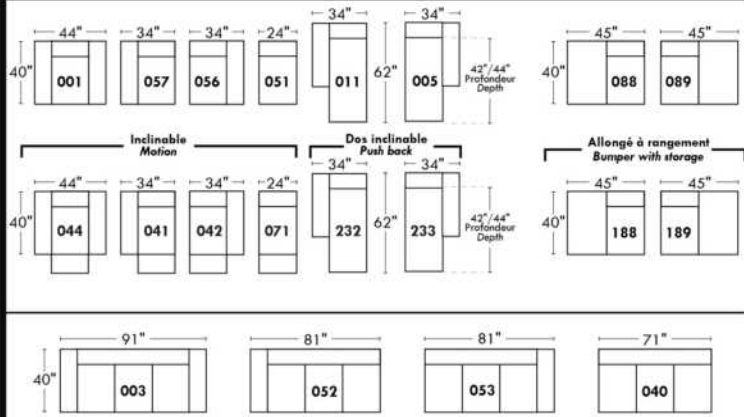 34" 34"
44" 34" 34" 24" 45" 45"
40" 001 057 056 051 011 62" 005 42"/44" Profondeur Depth 40" 088 089
Inclinable
Motion
Dos inclinable
Push back
Allongé à rangement
Bumper with storage
34" 34"
44" 34" 34" 24" 45" 45"
40" 044 041 042 071 232 62" 233 42"/44" Profondeur Depth 40" 188 189
91" 81" 81" 71"
40" 003 052 053 040